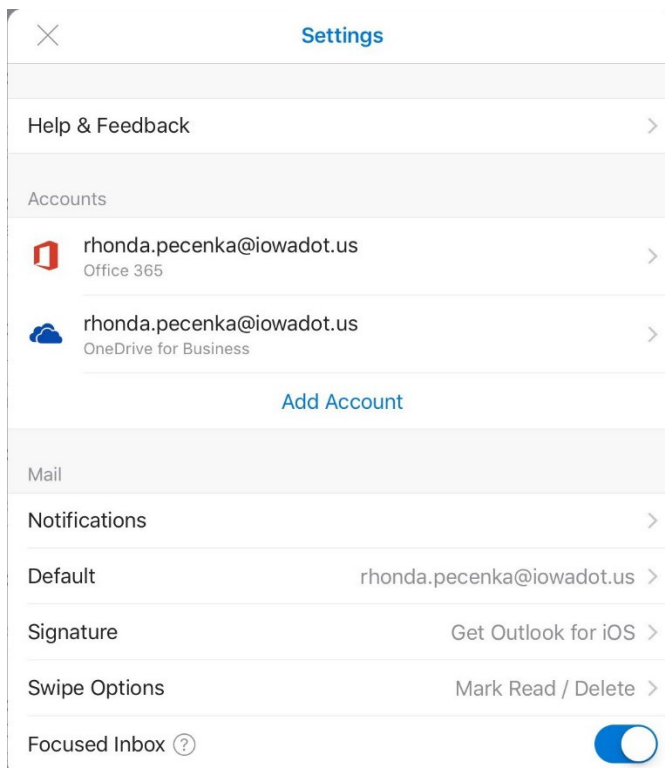 Settings
Help & Feedback
Accounts
rhonda.pecenka@iowadot.us
Office 365
rhonda.pecenka@iowadot.us
OneDrive for Business
Add Account
Mail
Notifications
Default rhonda.pecenka@iowadot.us
Signature Get Outlook for iOS
Swipe Options Mark Read / Delete
Focused Inbox ?